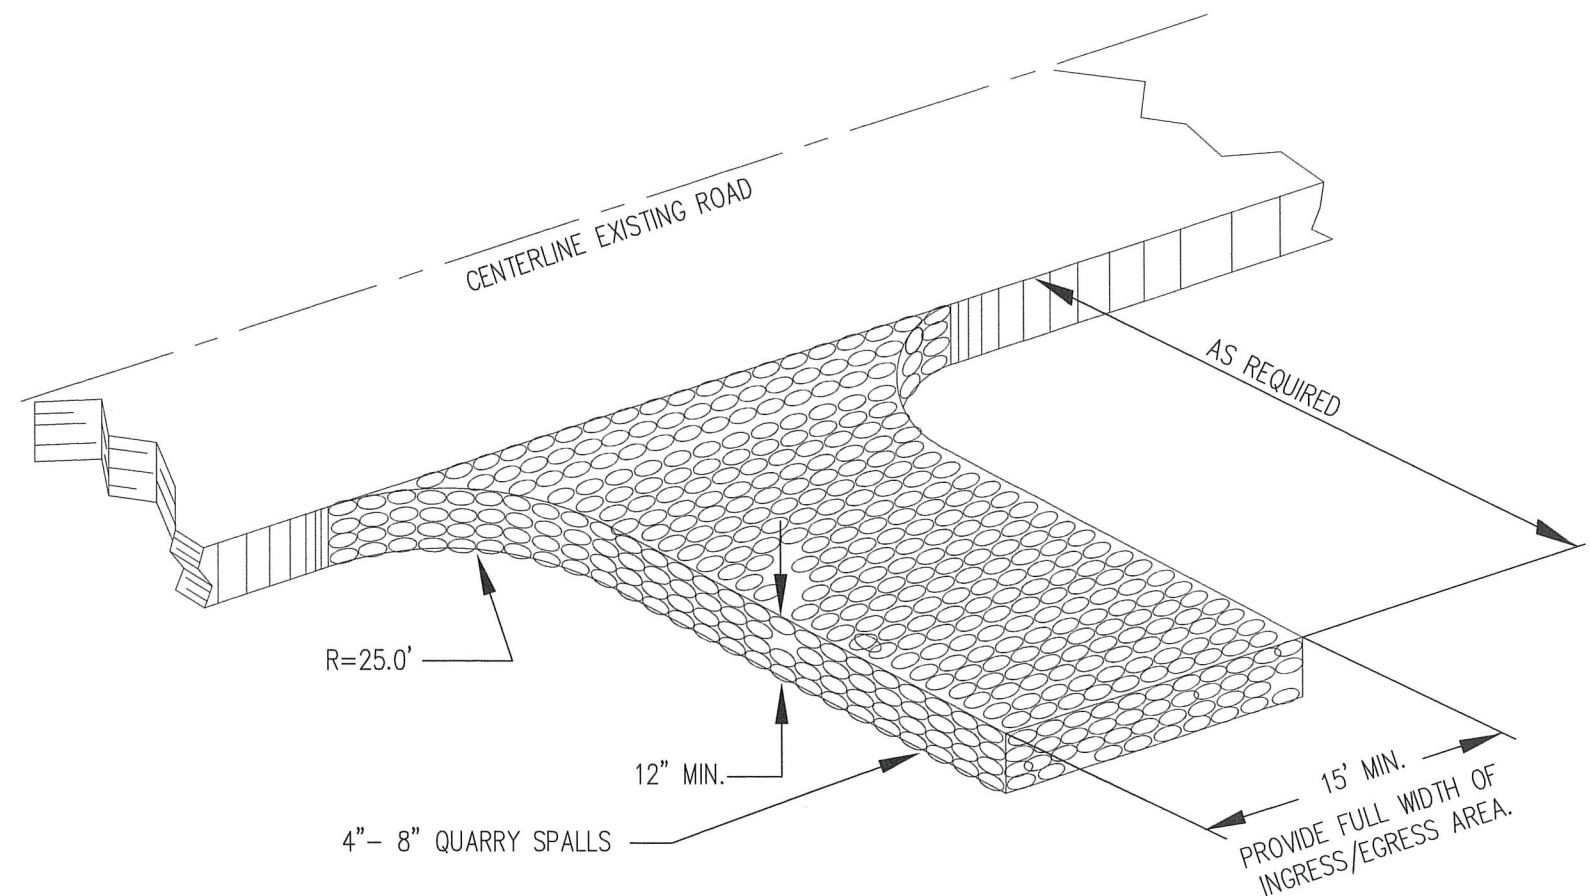 CENTERLINE EXISTING ROAD
AS REQUIRED
R=25.0'
12" MIN.
15' MIN.
PROVIDE FULL WIDTH OF
INGRESS/EGRESS AREA.
4"- 8" QUARRY SPALLS